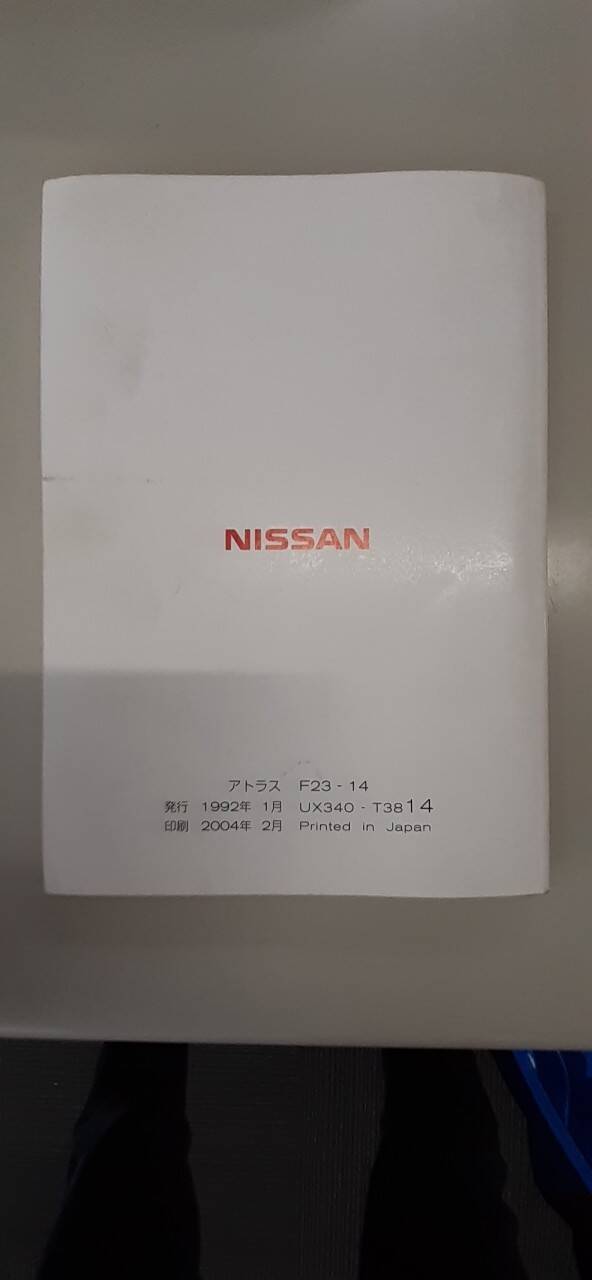 NISSAN
アトラス F23 - 14
発行 1992年 1月 UX340 - T3814
印刷 2004年 2月 Printed in Japan